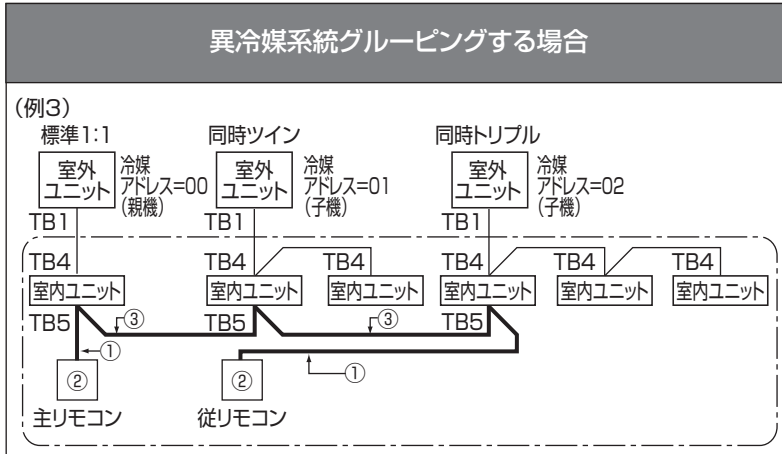 異冷媒系統グルーピングする場合
(例3)
標準1:1
同時ツイン
同時トリプル
室外
ユニット
冷媒
アドレス=00
(親機)
室外
ユニット
冷媒
アドレス=01
(子機)
室外
ユニット
冷媒
アドレス=02
(子機)
TB1
TB1
TB1
TB4
TB4
TB4
TB4
TB4
TB4
室内ユニット
室内ユニット
室内ユニット
室内ユニット
室内ユニット
室内ユニット
TB5
③
TB5
③
TB5
①
①
②
②
主リモコン
従リモコン